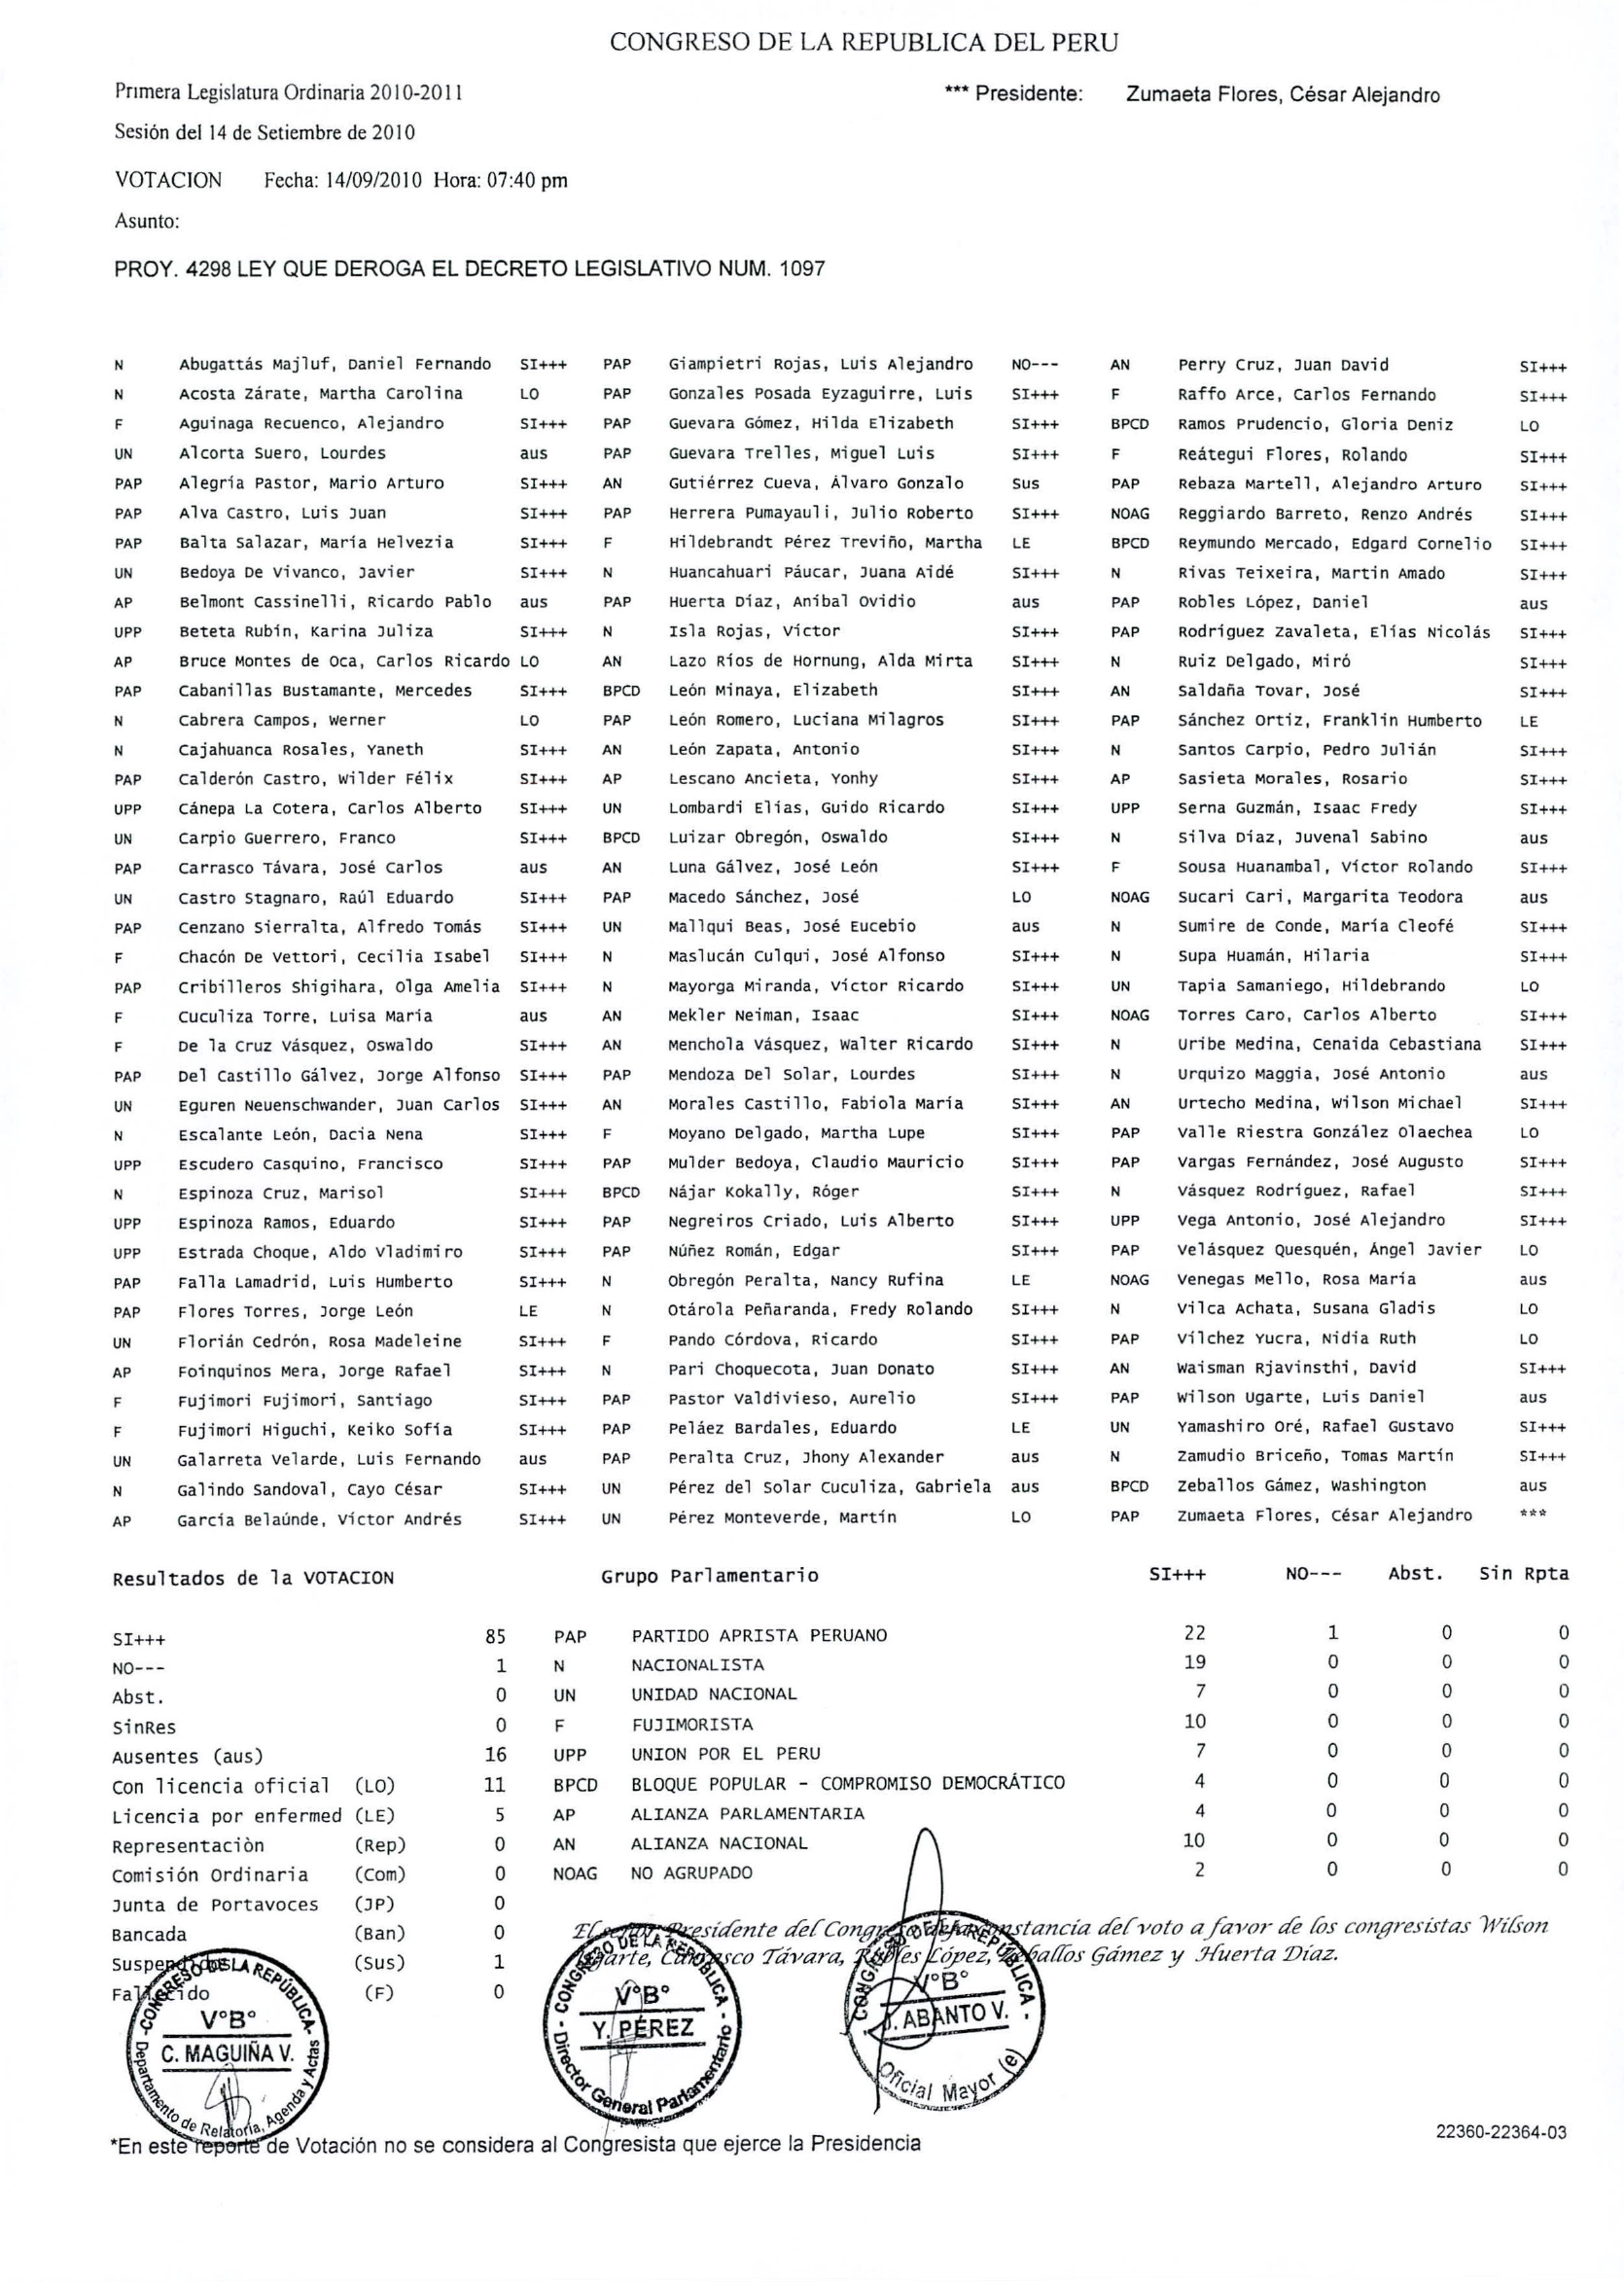 CONGRESO DE LA REPUBLICA DEL PERU
Primera Legislatura Ordinaria 2010-2011 *** Presidente: Zumaeta Flores, César Alejandro
Sesión del 14 de Setiembre de 2010
VOTACION Fecha: 14/09/2010 Hora: 07:40 pm
Asunto:
PROY. 4298 LEY QUE DEROGA EL DECRETO LEGISLATIVO NUM. 1097
N Abugattás Majluf, Daniel Fernando SI+++ PAP Giampietri Rojas, Luis Alejandro NO--- AN Perry Cruz, Juan David SI+++
N Acosta Zárate, Martha Carolina LO PAP Gonzales Posada Eyzaguirre, Luis SI+++ F Raffo Arce, Carlos Fernando SI+++
F Aguinaga Recuenco, Alejandro SI+++ PAP Guevara Gómez, Hilda Elizabeth SI+++ BPCD Ramos Prudencio, Gloria Deniz LO
UN Alcorta Suero, Lourdes aus PAP Guevara Trelles, Miguel Luis SI+++ F Reátegui Flores, Rolando SI+++
PAP Alegría Pastor, Mario Arturo SI+++ AN Gutiérrez Cueva, Álvaro Gonzalo Sus PAP Rebaza Martell, Alejandro Arturo SI+++
PAP Alva Castro, Luis Juan SI+++ PAP Herrera Pumayauli, Julio Roberto SI+++ NOAG Reggiardo Barreto, Renzo Andrés SI+++
PAP Balta Salazar, María Helvezia SI+++ F Hildebrandt Pérez Treviño, Martha LE BPCD Reymundo Mercado, Edgard Cornelio SI+++
UN Bedoya De Vivanco, Javier SI+++ N Huancahuari Páucar, Juana Aidé SI+++ N Rivas Teixeira, Martin Amado SI+++
AP Belmont Cassinelli, Ricardo Pablo aus PAP Huerta Díaz, Aníbal Ovidio aus PAP Robles López, Daniel aus
UPP Beteta Rubín, Karina Juliza SI+++ N Isla Rojas, Víctor SI+++ PAP Rodríguez Zavaleta, Elías Nicolás SI+++
AP Bruce Montes de Oca, Carlos Ricardo LO AN Lazo Ríos de Hornung, Alda Mirta SI+++ N Ruiz Delgado, Miró SI+++
PAP Cabanillas Bustamante, Mercedes SI+++ BPCD León Minaya, Elizabeth SI+++ AN Saldaña Tovar, José SI+++
N Cabrera Campos, Werner LO PAP León Romero, Luciana Milagros SI+++ PAP Sánchez Ortiz, Franklin Humberto LE
N Cajahuanca Rosales, Yaneth SI+++ AN León Zapata, Antonio SI+++ N Santos Carpio, Pedro Julián SI+++
PAP Calderón Castro, Wilder Félix SI+++ AP Lescano Ancieta, Yonhy SI+++ AP Sasieta Morales, Rosario SI+++
UPP Cánepa La Cotera, Carlos Alberto SI+++ UN Lombardi Elías, Guido Ricardo SI+++ UPP Serna Guzmán, Isaac Fredy SI+++
UN Carpio Guerrero, Franco SI+++ BPCD Luizar Obregón, Oswaldo SI+++ N Silva Díaz, Juvenal Sabino aus
PAP Carrasco Távara, José Carlos aus AN Luna Gálvez, José León SI+++ F Sousa Huanambal, Víctor Rolando SI+++
UN Castro Stagnaro, Raúl Eduardo SI+++ PAP Macedo Sánchez, José LO NOAG Sucari Cari, Margarita Teodora aus
PAP Cenzano Sierralta, Alfredo Tomás SI+++ UN Mallqui Beas, José Eucebio aus N Sumire de Conde, María Cleofé SI+++
F Chacón De Vettori, Cecilia Isabel SI+++ N Maslucán Culqui, José Alfonso SI+++ N Supa Huamán, Hilaria SI+++
PAP Cribilleros Shigihara, Olga Amelia SI+++ N Mayorga Miranda, Víctor Ricardo SI+++ UN Tapia Samaniego, Hildebrando LO
F Cuculiza Torre, Luisa María aus AN Mekler Neiman, Isaac SI+++ NOAG Torres Caro, Carlos Alberto SI+++
F De la Cruz Vásquez, Oswaldo SI+++ AN Menchola Vásquez, Walter Ricardo SI+++ N Uribe Medina, Cenaida Cebastiana SI+++
PAP Del Castillo Gálvez, Jorge Alfonso SI+++ PAP Mendoza Del Solar, Lourdes SI+++ N Urquizo Maggia, José Antonio aus
UN Eguren Neuenschwander, Juan Carlos SI+++ AN Morales Castillo, Fabiola María SI+++ AN Urtecho Medina, Wilson Michael SI+++
N Escalante León, Dacia Nena SI+++ F Moyano Delgado, Martha Lupe SI+++ PAP Valle Riestra González Olaechea LO
UPP Escudero Casquino, Francisco SI+++ PAP Mulder Bedoya, Claudio Mauricio SI+++ PAP Vargas Fernández, José Augusto SI+++
N Espinoza Cruz, Marisol SI+++ BPCD Nájar Kokally, Róger SI+++ N Vásquez Rodríguez, Rafael SI+++
UPP Espinoza Ramos, Eduardo SI+++ PAP Negreiros Criado, Luis Alberto SI+++ UPP Vega Antonio, José Alejandro SI+++
UPP Estrada Choque, Aldo Vladimiro SI+++ PAP Núñez Román, Edgar SI+++ PAP Velásquez Quesquén, Ángel Javier LO
PAP Falla Lamadrid, Luis Humberto SI+++ N Obregón Peralta, Nancy Rufina LE NOAG Venegas Mello, Rosa María aus
PAP Flores Torres, Jorge León LE N Otárola Peñaranda, Fredy Rolando SI+++ N Vilca Achata, Susana Gladis LO
UN Florián Cedrón, Rosa Madeleine SI+++ F Pando Córdova, Ricardo SI+++ PAP Vílchez Yucra, Nidia Ruth LO
AP Foinquinos Mera, Jorge Rafael SI+++ N Pari Choquecota, Juan Donato SI+++ AN Waisman Rjavinsthi, David SI+++
F Fujimori Fujimori, Santiago SI+++ PAP Pastor Valdivieso, Aurelio SI+++ PAP Wilson Ugarte, Luis Daniel aus
F Fujimori Higuchi, Keiko Sofía SI+++ PAP Peláez Bardales, Eduardo LE UN Yamashiro Oré, Rafael Gustavo SI+++
UN Galarreta Velarde, Luis Fernando aus PAP Peralta Cruz, Jhony Alexander aus N Zamudio Briceño, Tomas Martín SI+++
N Galindo Sandoval, Cayo César SI+++ UN Pérez del Solar Cuculiza, Gabriela aus BPCD Zeballos Gámez, Washington aus
AP García Belaúnde, Víctor Andrés SI+++ UN Pérez Monteverde, Martín LO PAP Zumaeta Flores, César Alejandro ***
Resultados de la VOTACION Grupo Parlamentario SI+++ NO--- Abst. Sin Rpta
SI+++ 85 PAP PARTIDO APRISTA PERUANO 22 1 0 0
NO--- 1 N NACIONALISTA 19 0 0 0
Abst. 0 UN UNIDAD NACIONAL 7 0 0 0
SinRes 0 F FUJIMORISTA 10 0 0 0
Ausentes (aus) 16 UPP UNION POR EL PERU 7 0 0 0
Con licencia oficial (LO) 11 BPCD BLOQUE POPULAR - COMPROMISO DEMOCRÁTICO 4 0 0 0
Licencia por enfermed (LE) 5 AP ALIANZA PARLAMENTARIA 4 0 0 0
Representaciòn (Rep) 0 AN ALIANZA NACIONAL 10 0 0 0
Comisión Ordinaria (Com) 0 NOAG NO AGRUPADO 2 0 0 0
Junta de Portavoces (JP) 0
Bancada (Ban) 0 El señor Presidente del Congreso deja constancia del voto a favor de los congresistas Wilson
Suspendidos (Sus) 1 Ugarte, Carrasco Távara, Robles López, Zeballos Gámez y Huerta Díaz.
Fallecido (F) 0
CONGRESO DE LA REPÚBLICA
V°B°
C. MAGUIÑA V.
Departamento de Relatoría, Agenda y Actas
CONGRESO DE LA REPÚBLICA
V°B°
Y. PÉREZ
Director General Parlamentario
CONGRESO DE LA REPÚBLICA
V°B°
J. ABANTO V.
Oficial Mayor (e)
22360-22364-03
*En este reporte de Votación no se considera al Congresista que ejerce la Presidencia